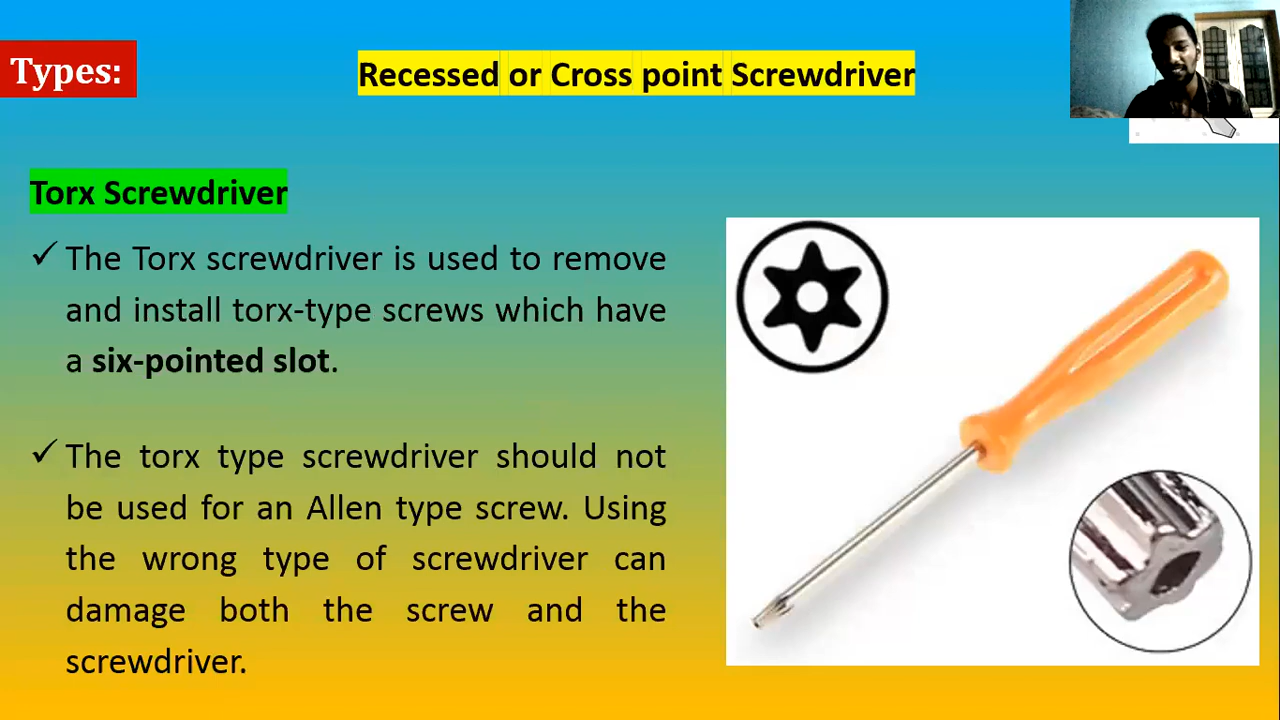 Types:
Recessed or Cross point Screwdriver
Torx Screwdriver
✓ The Torx screwdriver is used to remove
and install torx-type screws which have
a six-pointed slot.
✓ The torx type screwdriver should not
be used for an Allen type screw. Using
the wrong type of screwdriver can
damage both the screw and the
screwdriver.